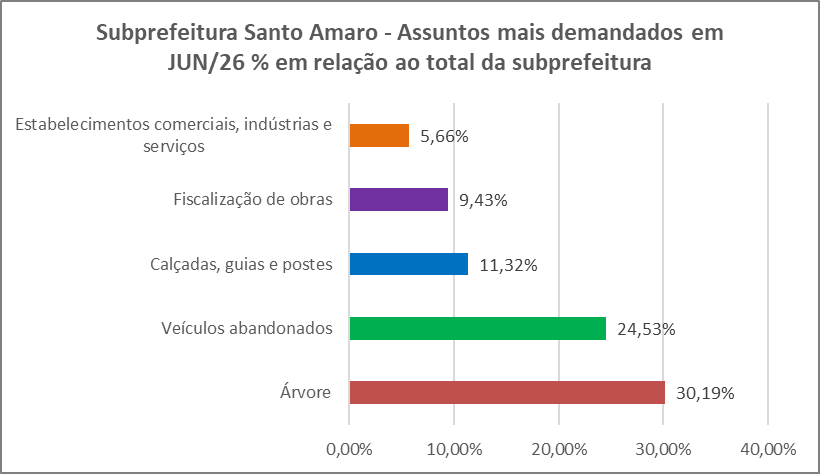 Subprefeitura Santo Amaro - Assuntos mais demandados em
JUN/26 % em relação ao total da subprefeitura
Estabelecimentos comerciais, indústrias e
serviços
5,66%
Fiscalização de obras
9,43%
Calçadas, guias e postes
11,32%
Veículos abandonados
24,53%
Árvore
30,19%
0,00%
10,00%
20,00%
30,00%
40,00%